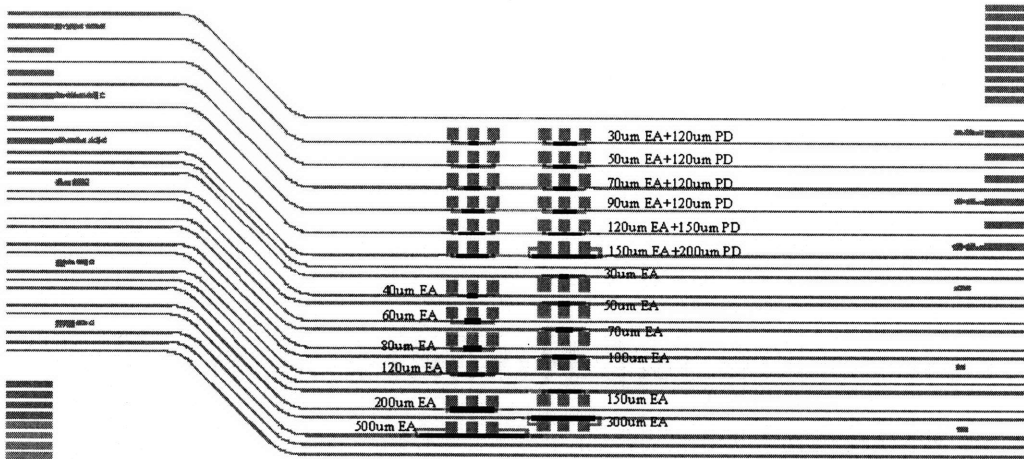 30um EA+120um PD
50um EA+120um PD
70um EA+120um PD
90um EA+120um PD
120um EA+150um PD
150um EA+200um PD
30um EA
40um EA
50um EA
60um EA
70um EA
80um EA
100um EA
120um EA
150um EA
200um EA
300um EA
500um EA